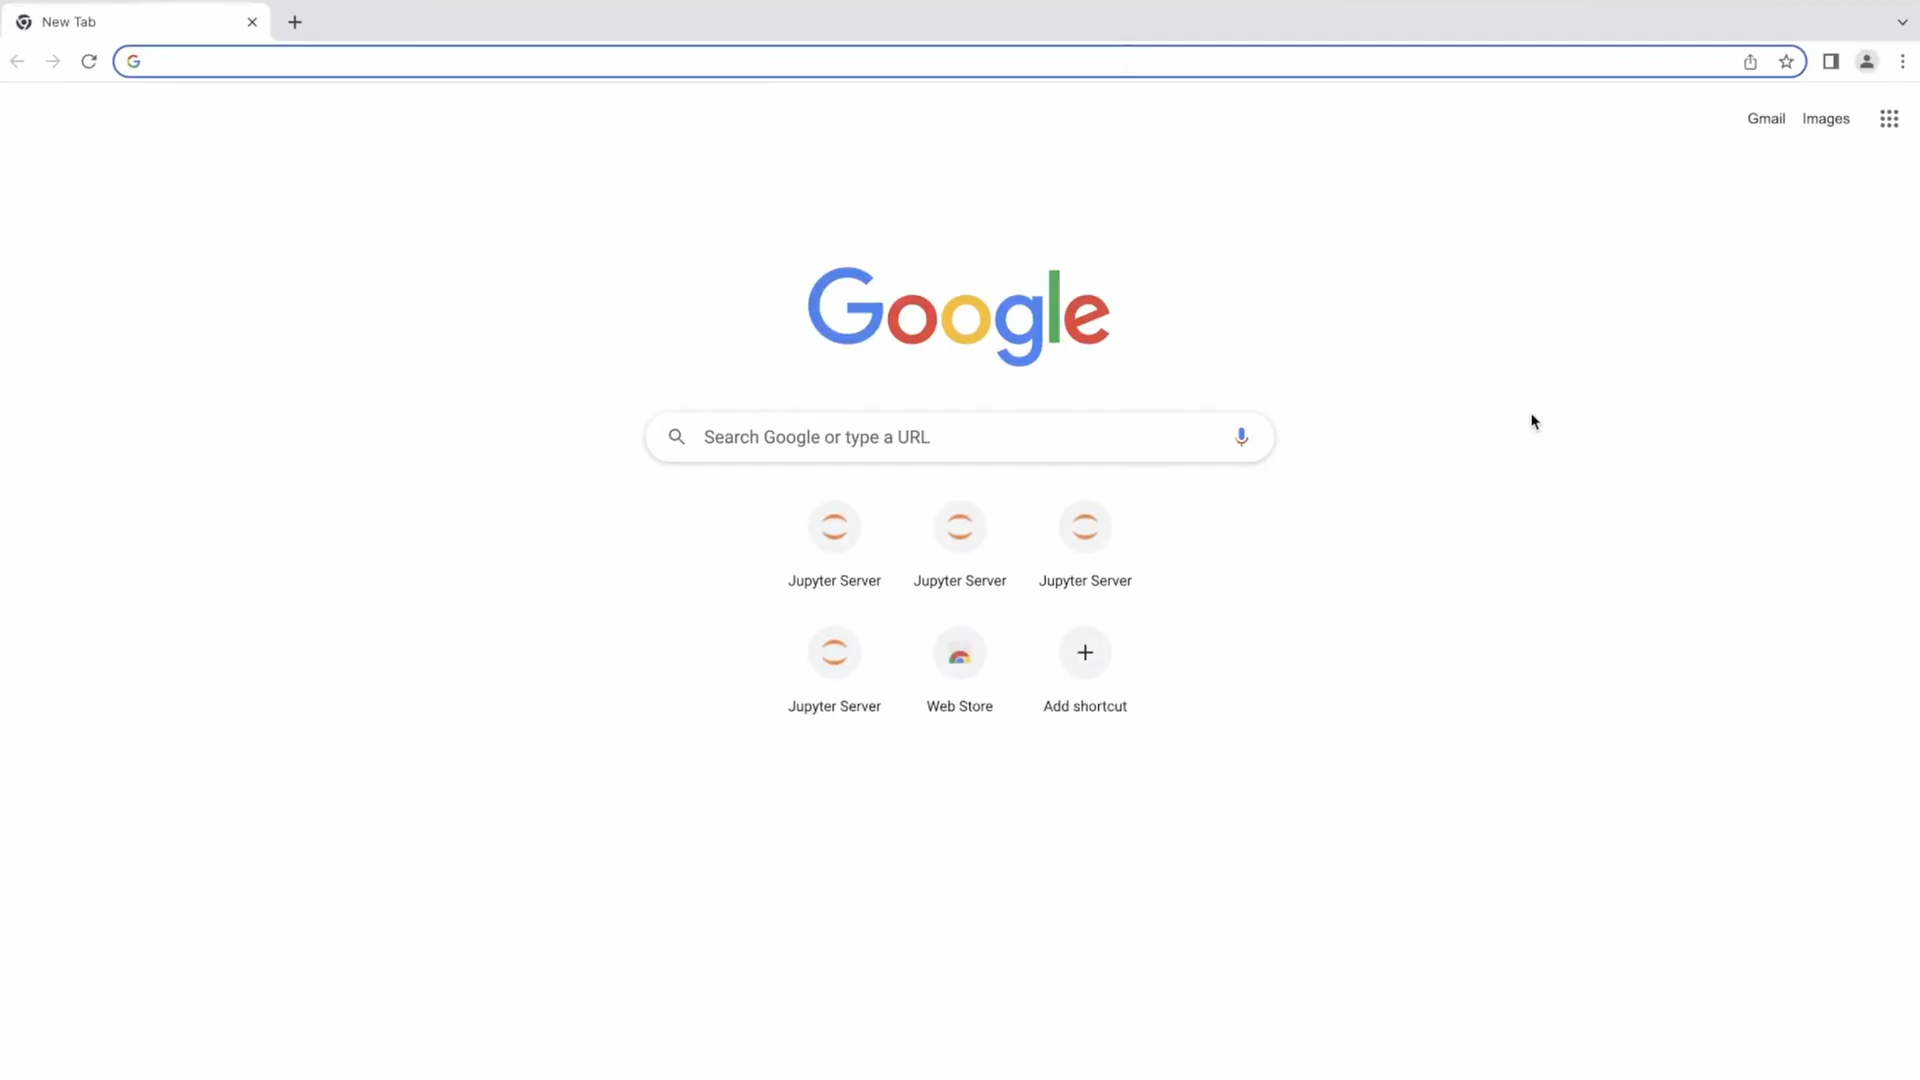 New Tab
Gmail Images
Google
Search Google or type a URL
Jupyter Server Jupyter Server Jupyter Server
Jupyter Server Web Store Add shortcut